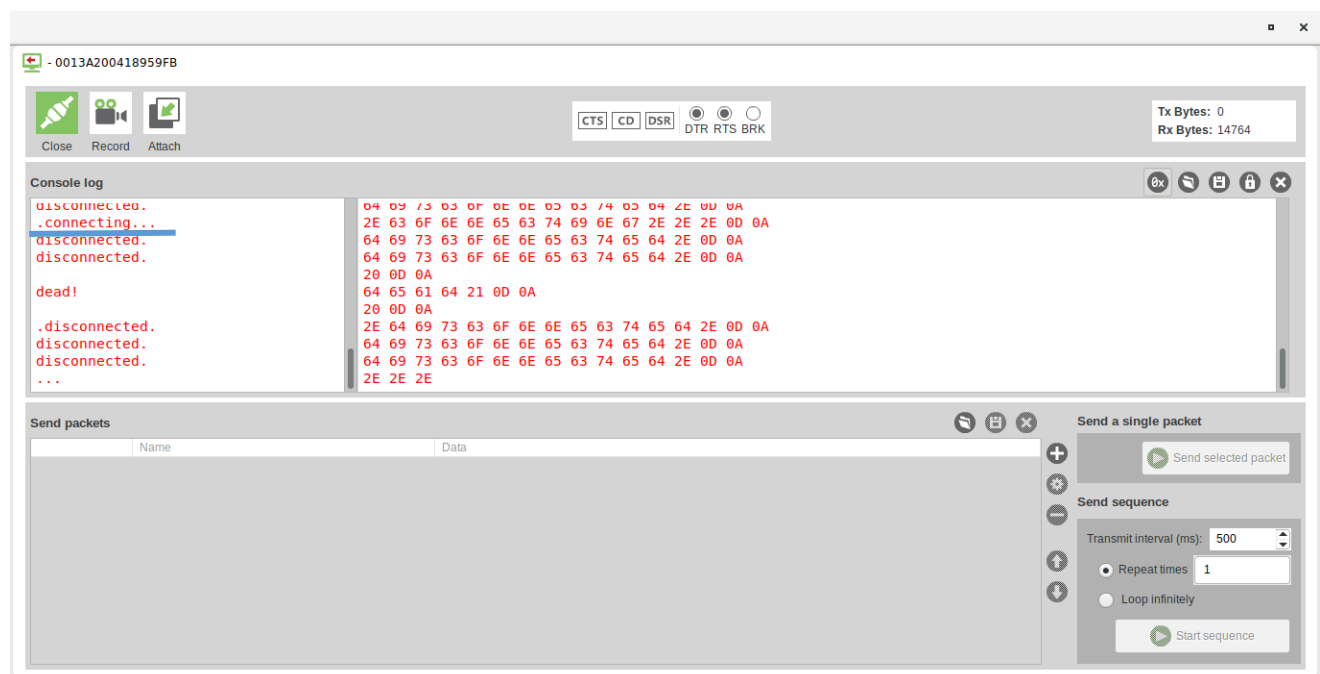 - 0013A200418959FB
Close Record Attach
CTS CD DSR DTR RTS BRK
Tx Bytes: 0
Rx Bytes: 14764
Console log
0x
disconnected. 64 69 73 63 6F 6E 6E 65 63 74 65 64 2E 0D 0A
.connecting... 2E 63 6F 6E 6E 65 63 74 69 6E 67 2E 2E 2E 0D 0A
disconnected. 64 69 73 63 6F 6E 6E 65 63 74 65 64 2E 0D 0A
disconnected. 64 69 73 63 6F 6E 6E 65 63 74 65 64 2E 0D 0A
20 0D 0A
dead! 64 65 61 64 21 0D 0A
20 0D 0A
.disconnected. 2E 64 69 73 63 6F 6E 6E 65 63 74 65 64 2E 0D 0A
disconnected. 64 69 73 63 6F 6E 6E 65 63 74 65 64 2E 0D 0A
disconnected. 64 69 73 63 6F 6E 6E 65 63 74 65 64 2E 0D 0A
... 2E 2E 2E
Send packets
Name Data
Send a single packet
Send selected packet
Send sequence
Transmit interval (ms): 500
Repeat times 1
Loop infinitely
Start sequence